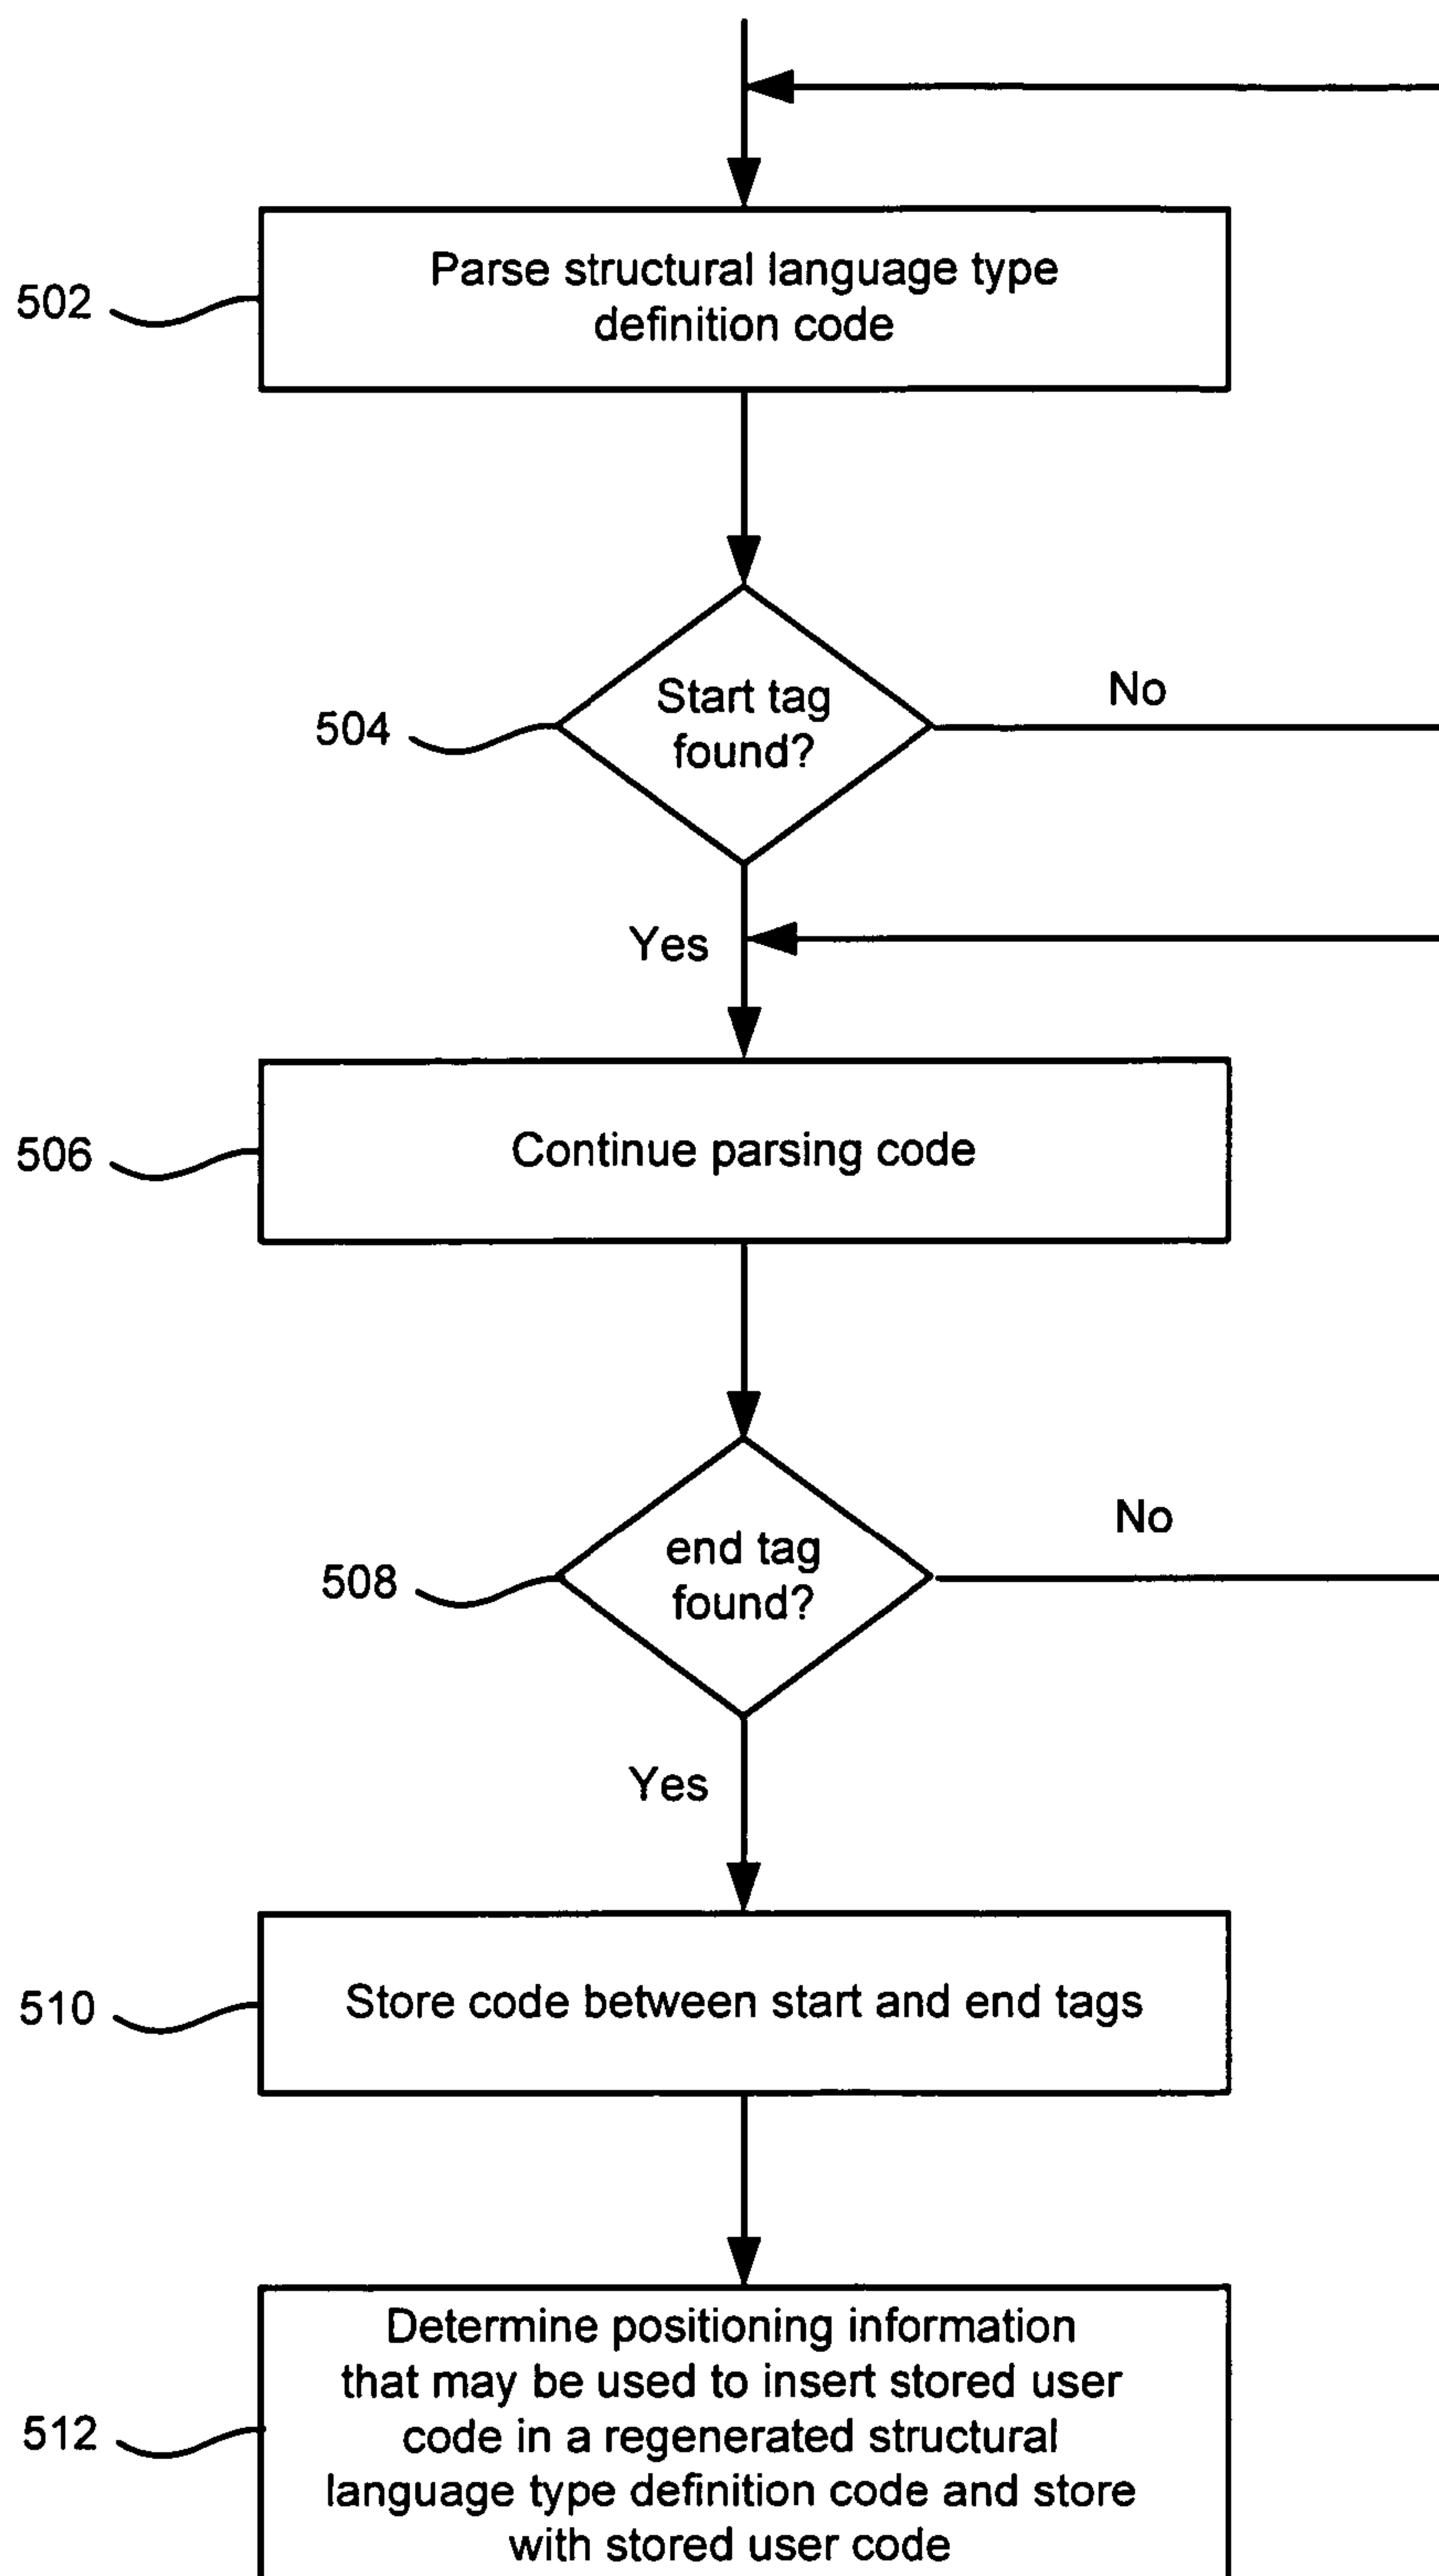 502
Parse structural language type
definition code
504
Start tag
found?
No
Yes
506
Continue parsing code
508
end tag
found?
No
Yes
510
Store code between start and end tags
512
Determine positioning information
that may be used to insert stored user
code in a regenerated structural
language type definition code and store
with stored user code